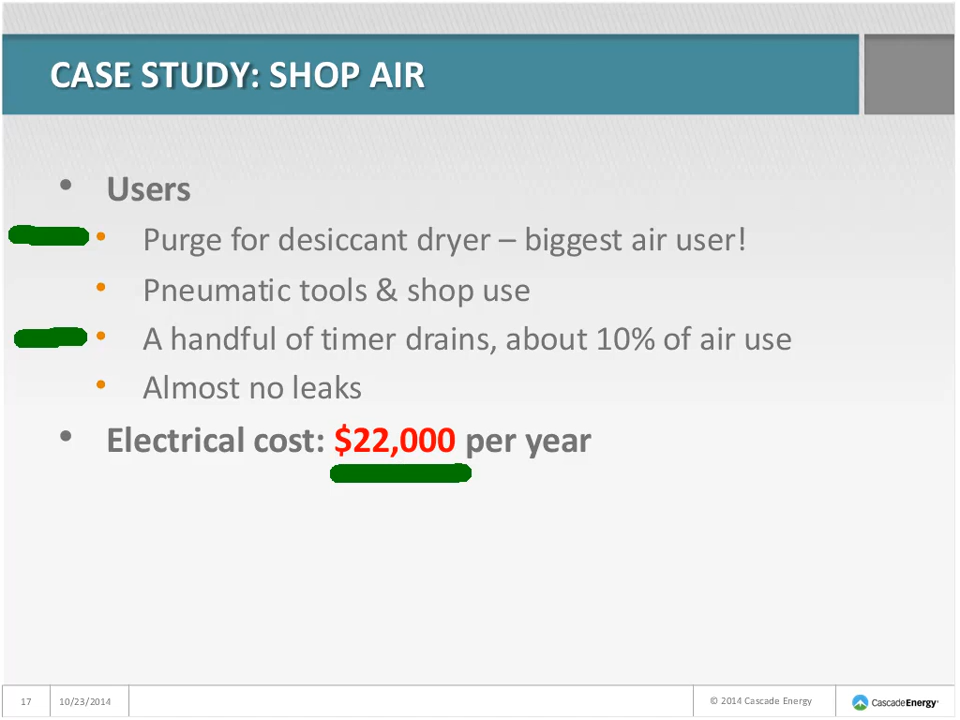 CASE STUDY: SHOP AIR
• Users
• Purge for desiccant dryer – biggest air user!
• Pneumatic tools & shop use
• A handful of timer drains, about 10% of air use
• Almost no leaks
• Electrical cost: $22,000 per year
17 10/23/2014 © 2014 Cascade Energy CascadeEnergy